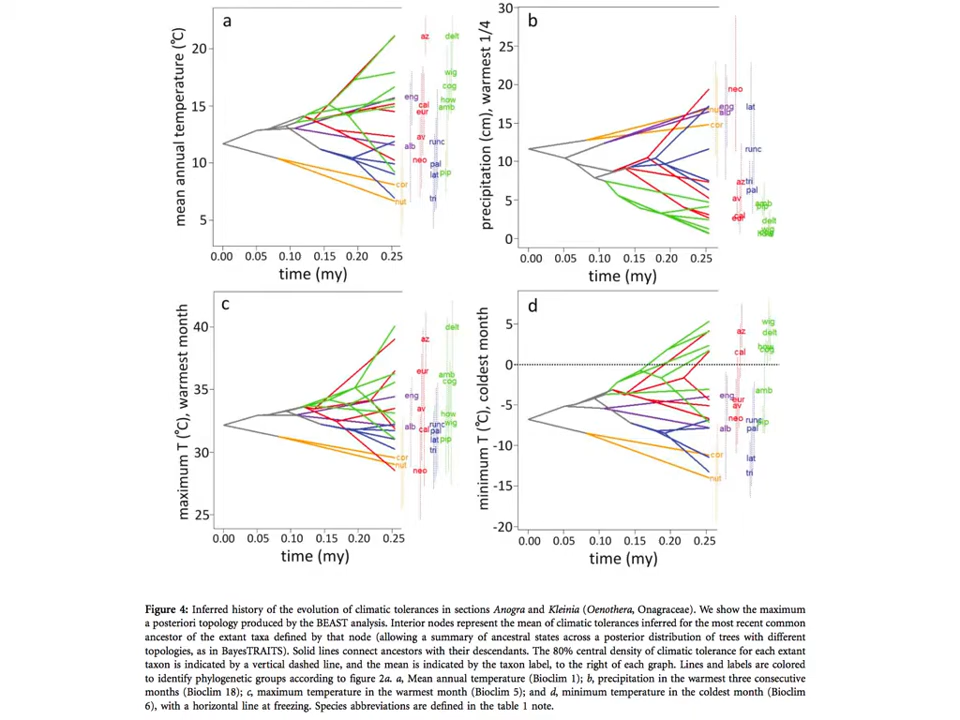 a
mean annual temperature (°C)
20
15
10
5
az
delt
wig
cog
how
amb
eng
cal
eur
av
alb
runc
neo
pal
lat
pip
cor
tri
nut
0.00 0.05 0.10 0.15 0.20 0.25
time (my)
b
precipitation (cm), warmest 1/4
30
25
20
15
10
5
0
neo
nut
eng
lat
alb
cor
runc
az
tri
pal
av
amb
pip
cal
eur
delt
wig
0.00 0.05 0.10 0.15 0.20 0.25
time (my)
c
maximum T (°C), warmest month
40
35
30
25
delt
az
eur
amb
cog
eng
av
how
alb
cal
runc
wig
pal
lat
pip
tri
cor
nut
neo
0.00 0.05 0.10 0.15 0.20 0.25
time (my)
d
minimum T (°C), coldest month
5
0
-5
-10
-15
-20
wig
az
delt
cal
how
cog
amb
eng
eur
av
neo
runc
pip
alb
pal
cor
lat
nut
tri
0.00 0.05 0.10 0.15 0.20 0.25
time (my)
Figure 4: Inferred history of the evolution of climatic tolerances in sections Anogra and Kleinia (Oenothera, Onagraceae). We show the maximum
a posteriori topology produced by the BEAST analysis. Interior nodes represent the mean of climatic tolerances inferred for the most recent common
ancestor of the extant taxa defined by that node (allowing a summary of ancestral states across a posterior distribution of trees with different
topologies, as in BayesTRAITS). Solid lines connect ancestors with their descendants. The 80% central density of climatic tolerance for each extant
taxon is indicated by a vertical dashed line, and the mean is indicated by the taxon label, to the right of each graph. Lines and labels are colored
to identify phylogenetic groups according to figure 2a. a, Mean annual temperature (Bioclim 1); b, precipitation in the warmest three consecutive
months (Bioclim 18); c, maximum temperature in the warmest month (Bioclim 5); and d, minimum temperature in the coldest month (Bioclim
6), with a horizontal line at freezing. Species abbreviations are defined in the table 1 note.